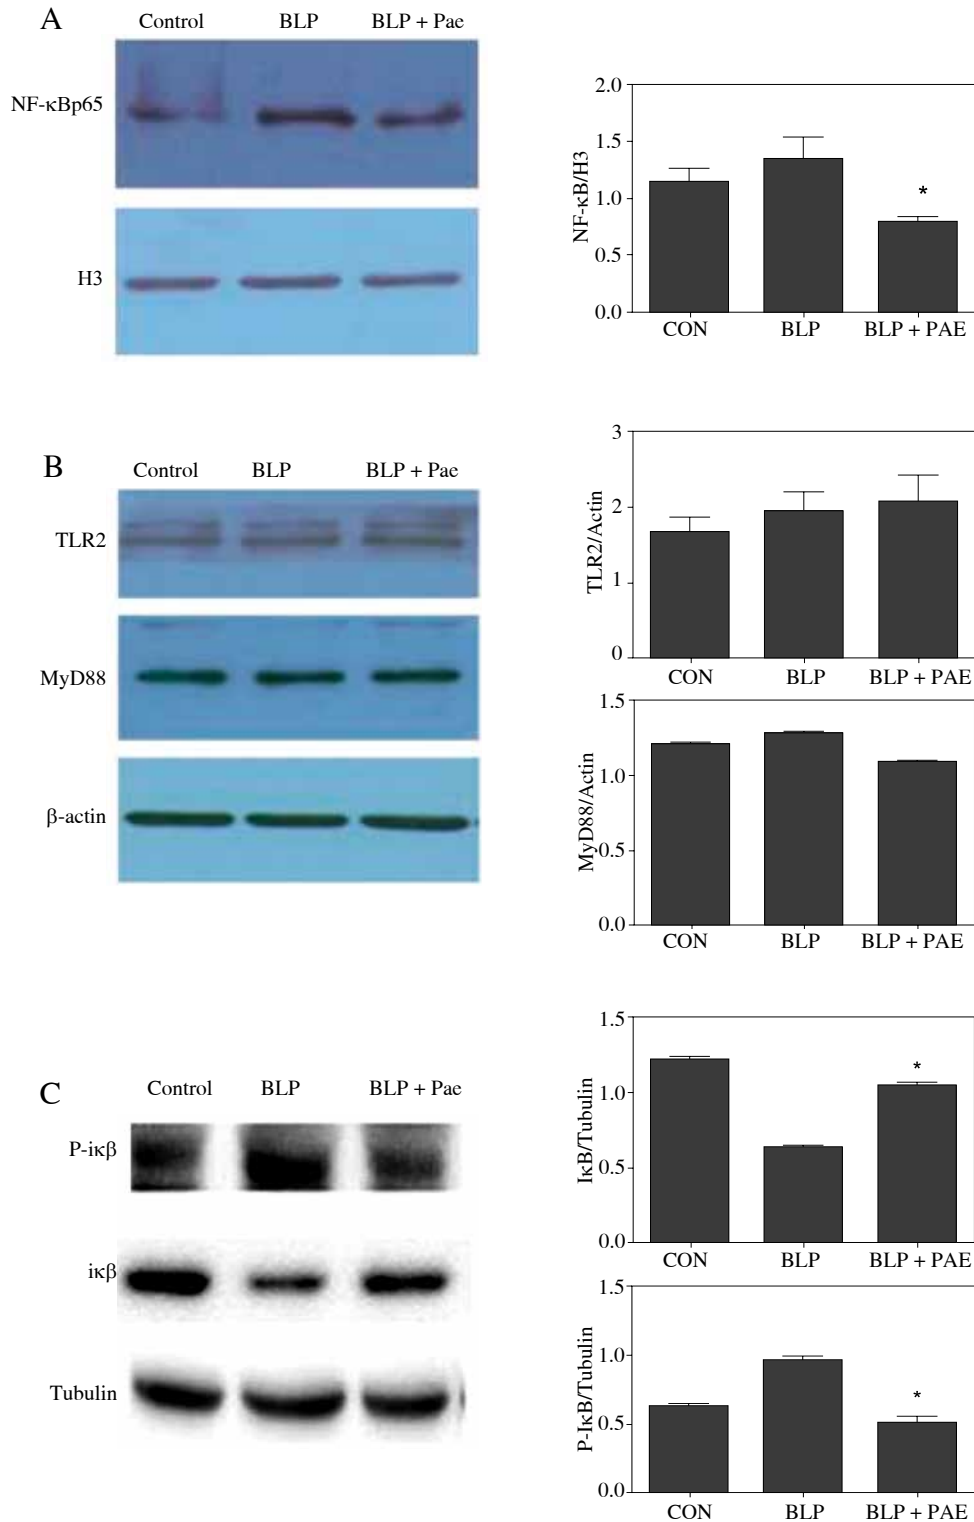 A
Control BLP BLP + Pae
NF-κBp65
H3
2.0
1.5
1.0
0.5
0.0
NF-κB/H3
*
CON BLP BLP + PAE
B
Control BLP BLP + Pae
TLR2
MyD88
β-actin
3
2
1
0
TLR2/Actin
CON BLP BLP + PAE
1.5
1.0
0.5
0.0
MyD88/Actin
CON BLP BLP + PAE
C
Control BLP BLP + Pae
P-iκβ
iκβ
Tubulin
1.5
1.0
0.5
0.0
IκB/Tubulin
*
CON BLP BLP + PAE
1.5
1.0
0.5
0.0
P-IκB/Tubulin
*
CON BLP BLP + PAE